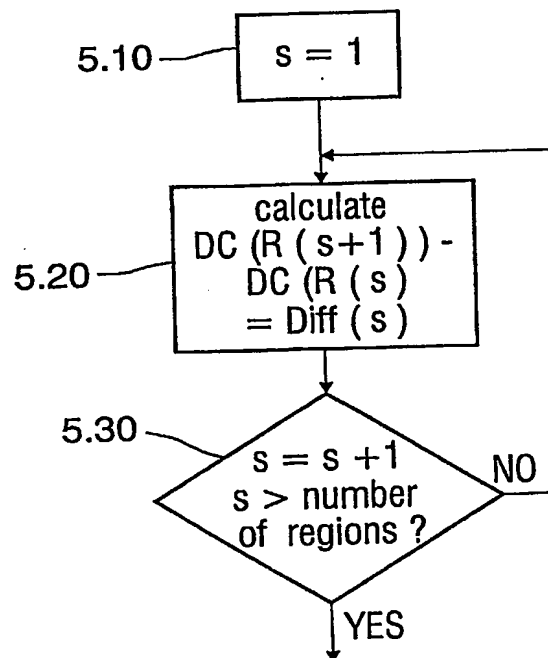 5.10
s = 1
calculate
DC (R ( s+1 )) -
5.20
DC (R ( s )
= Diff ( s )
5.30
s = s +1
NO
s > number
of regions ?
YES